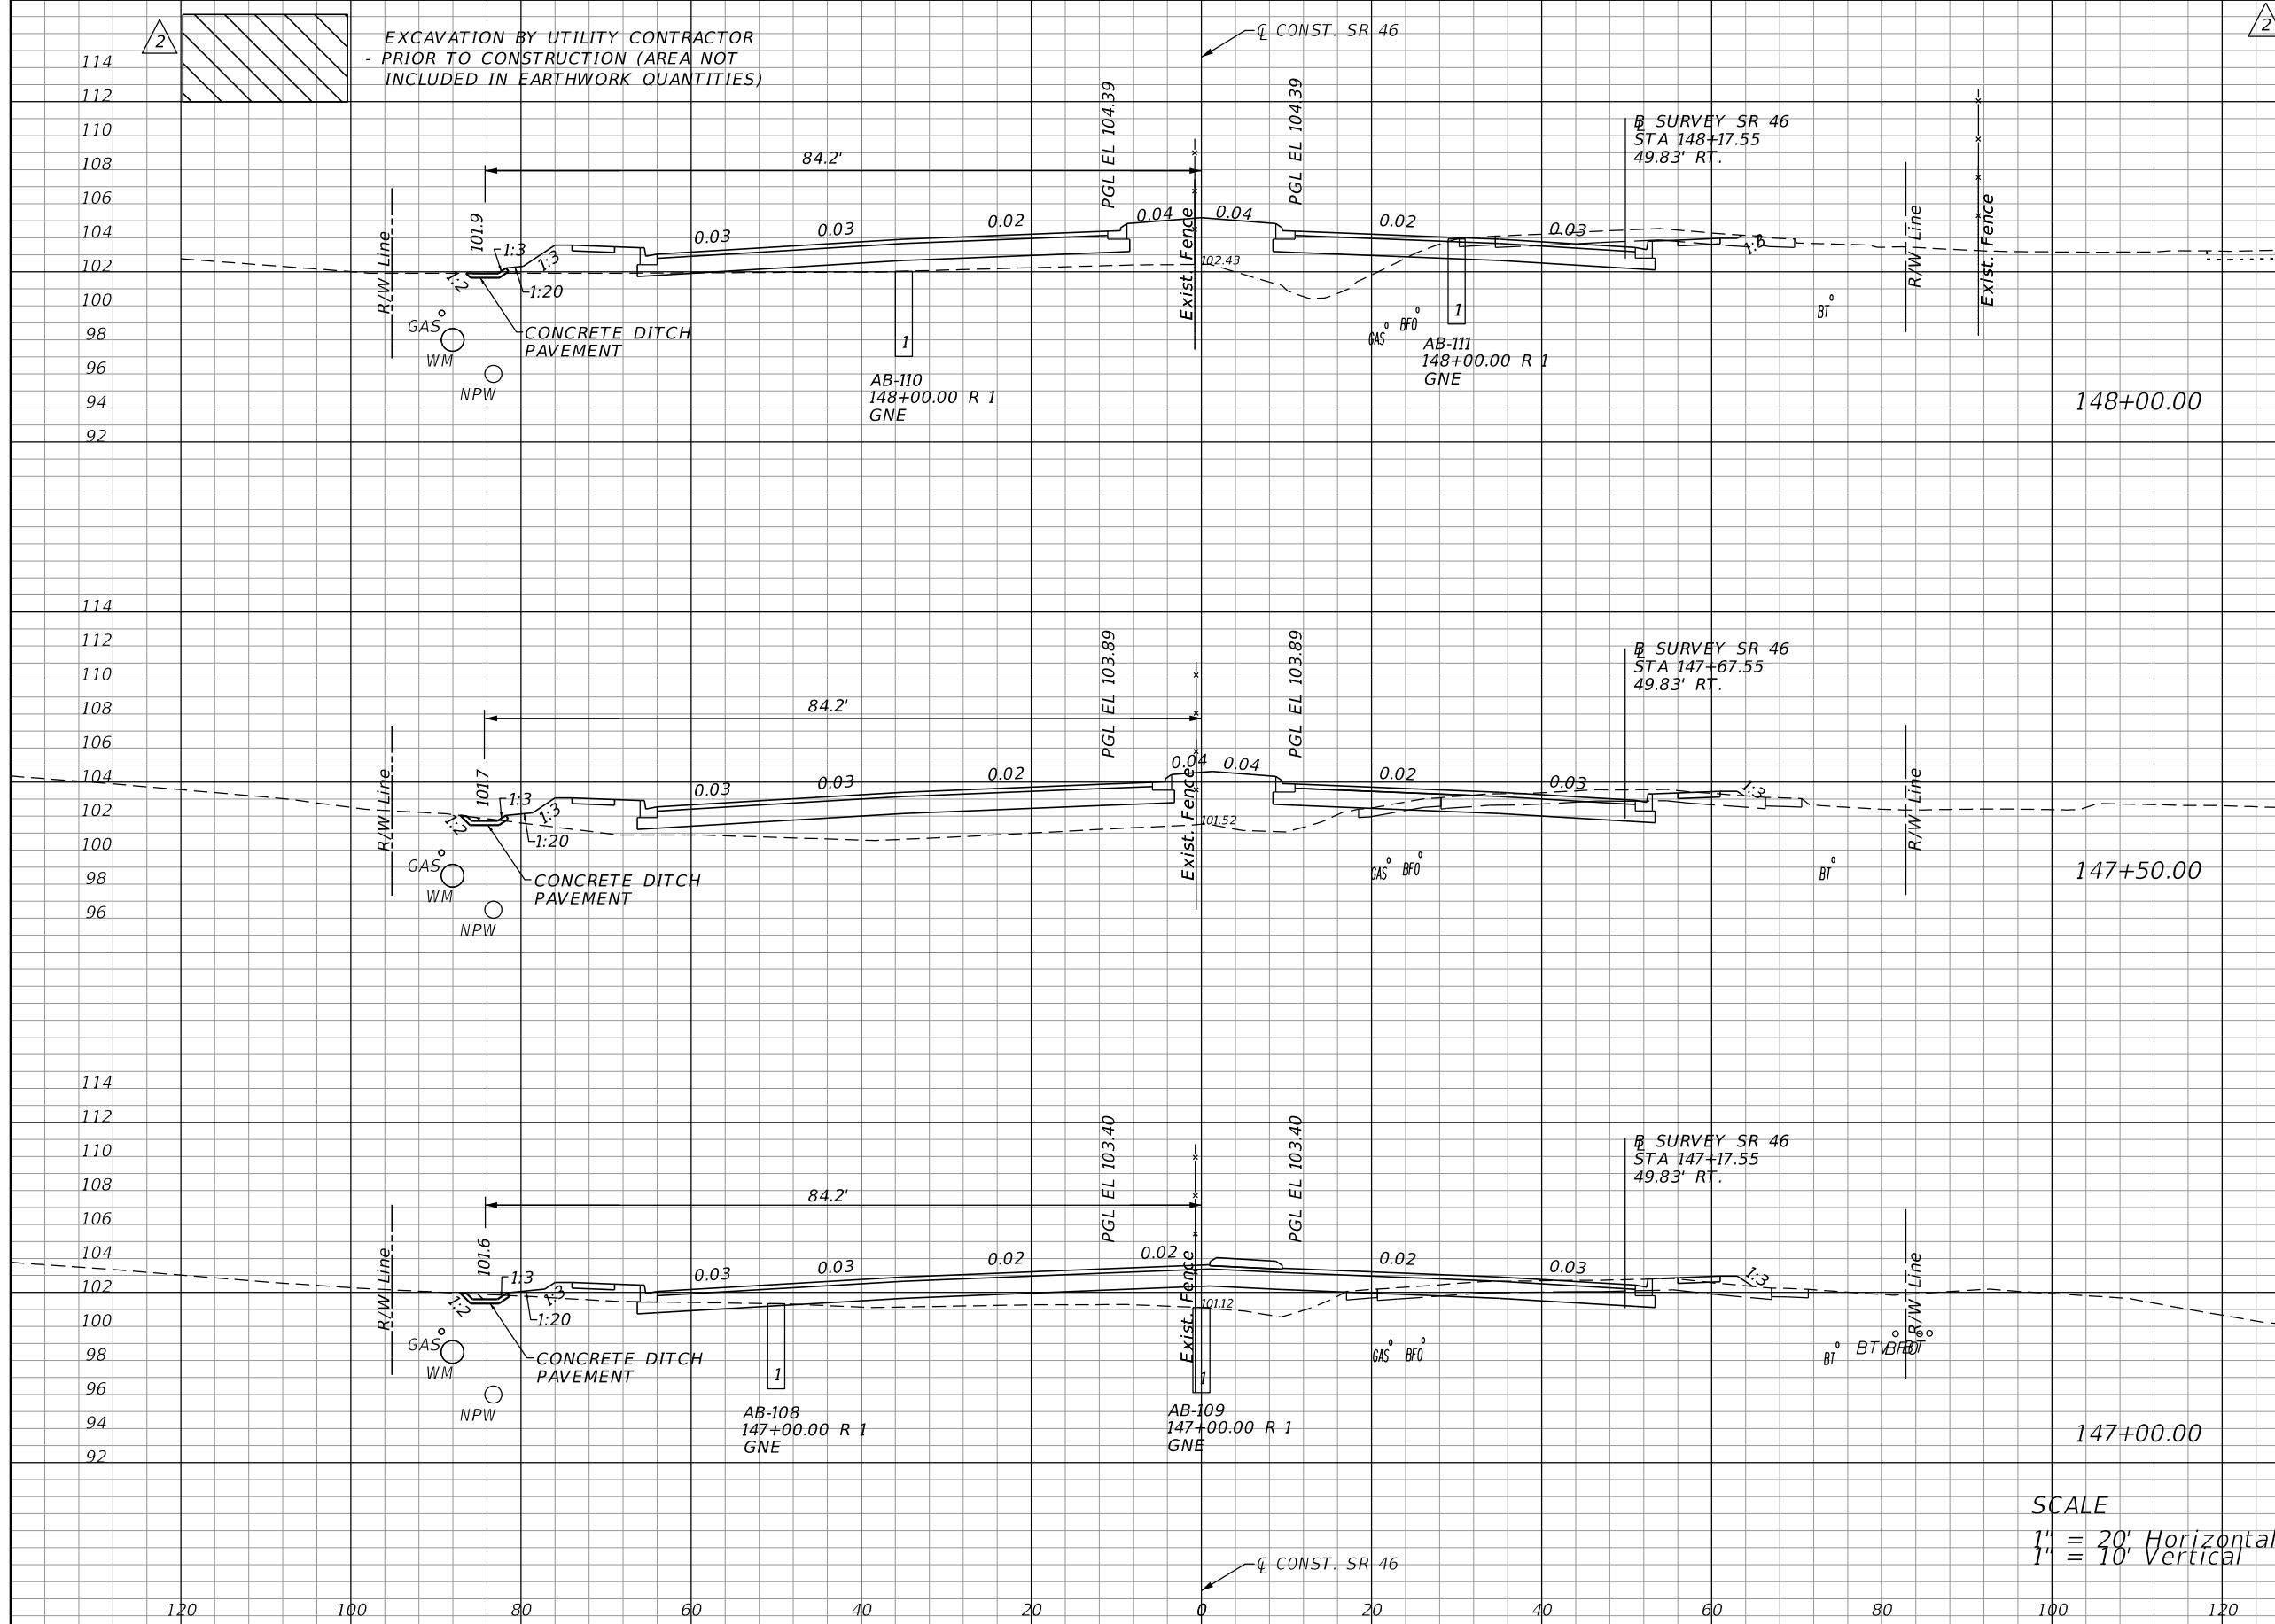 2
EXCAVATION BY UTILITY CONTRACTOR
- PRIOR TO CONSTRUCTION (AREA NOT
INCLUDED IN EARTHWORK QUANTITIES)
℄ CONST. SR 46
2
114
112
110
108
106
104
102
100
98
96
94
92
84.2'
PGL EL 104.39
PGL EL 104.39
B SURVEY SR 46
STA 148+17.55
49.83' RT.
R/W Line
101.9
1:3
1:2
1:3
1:20
0.03
0.03
0.02
0.04
0.04
0.02
0.03
1:3
Exist. Fence
102.43
R/W Line
Exist. Fence
GAS
WM
NPW
CONCRETE DITCH
PAVEMENT
1
AB-110
148+00.00 R 1
GNE
GAS
BFO
1
AB-111
148+00.00 R 1
GNE
BT
148+00.00
114
112
110
108
106
104
102
100
98
96
84.2'
PGL EL 103.89
PGL EL 103.89
B SURVEY SR 46
STA 147+67.55
49.83' RT.
R/W Line
101.7
1:3
1:2
1:3
1:20
0.03
0.03
0.02
0.04
0.04
0.02
0.03
1:3
Exist. Fence
101.52
R/W Line
GAS
WM
NPW
CONCRETE DITCH
PAVEMENT
GAS
BFO
BT
147+50.00
114
112
110
108
106
104
102
100
98
96
94
92
84.2'
PGL EL 103.40
PGL EL 103.40
B SURVEY SR 46
STA 147+17.55
49.83' RT.
R/W Line
101.6
1:3
1:2
1:3
1:20
0.03
0.03
0.02
0.02
0.02
0.03
1:3
Exist. Fence
101.12
R/W Line
GAS
WM
NPW
CONCRETE DITCH
PAVEMENT
1
AB-108
147+00.00 R 1
GNE
1
AB-109
147+00.00 R 1
GNE
GAS
BFO
BT
147+00.00
SCALE
1" = 20' Horizontal
1" = 10' Vertical
℄ CONST. SR 46
120 100 80 60 40 20 0 20 40 60 80 100 120